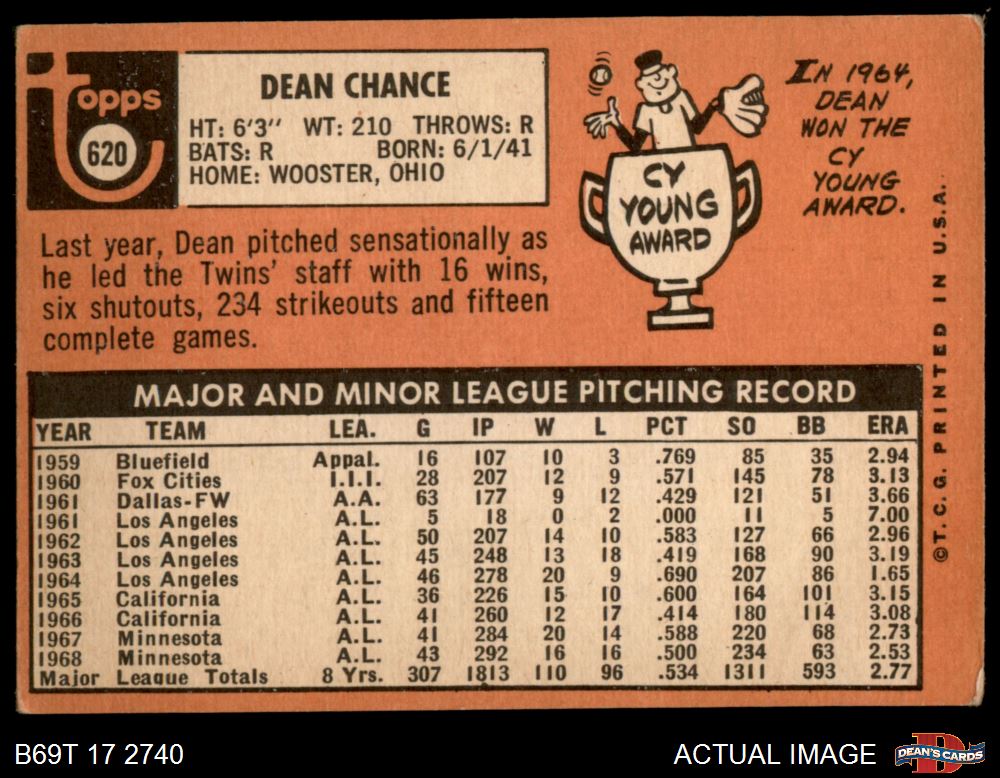 Topps
620
DEAN CHANCE
HT: 6'3" WT: 210 THROWS: R
BATS: R BORN: 6/1/41
HOME: WOOSTER, OHIO
Last year, Dean pitched sensationally as
he led the Twins' staff with 16 wins,
six shutouts, 234 strikeouts and fifteen
complete games.
CY
YOUNG
AWARD
IN 1964,
DEAN
WON THE
CY
YOUNG
AWARD.
©T. C. G. PRINTED IN U.S.A.
MAJOR AND MINOR LEAGUE PITCHING RECORD
YEAR TEAM LEA. G IP W L PCT SO BB ERA
1959 Bluefield Appal. 16 107 10 3 .769 85 35 2.94
1960 Fox Cities I.I.I. 28 207 12 9 .571 145 78 3.13
1961 Dallas-FW A.A. 63 177 9 12 .429 121 51 3.66
1961 Los Angeles A.L. 5 18 0 2 .000 11 5 7.00
1962 Los Angeles A.L. 50 207 14 10 .583 127 66 2.96
1963 Los Angeles A.L. 45 248 13 18 .419 168 90 3.19
1964 Los Angeles A.L. 46 278 20 9 .690 207 86 1.65
1965 California A.L. 36 226 15 10 .600 164 101 3.15
1966 California A.L. 41 260 12 17 .414 180 114 3.08
1967 Minnesota A.L. 41 284 20 14 .588 220 68 2.73
1968 Minnesota A.L. 43 292 16 16 .500 234 63 2.53
Major League Totals 8 Yrs. 307 1813 110 96 .534 1311 593 2.77
B69T 17 2740
ACTUAL IMAGE
DEAN'S CARDS